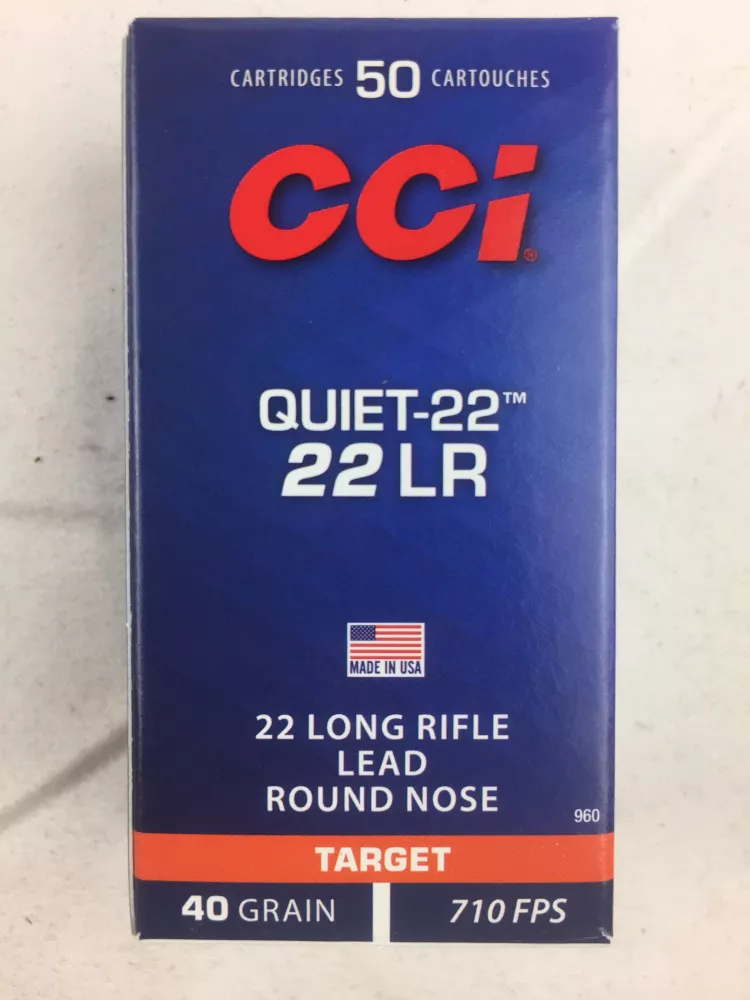 CARTRIDGES 50 CARTOUCHES
CCI®
QUIET-22™
22 LR
MADE IN USA
22 LONG RIFLE
LEAD
ROUND NOSE
960
TARGET
40 GRAIN 710 FPS